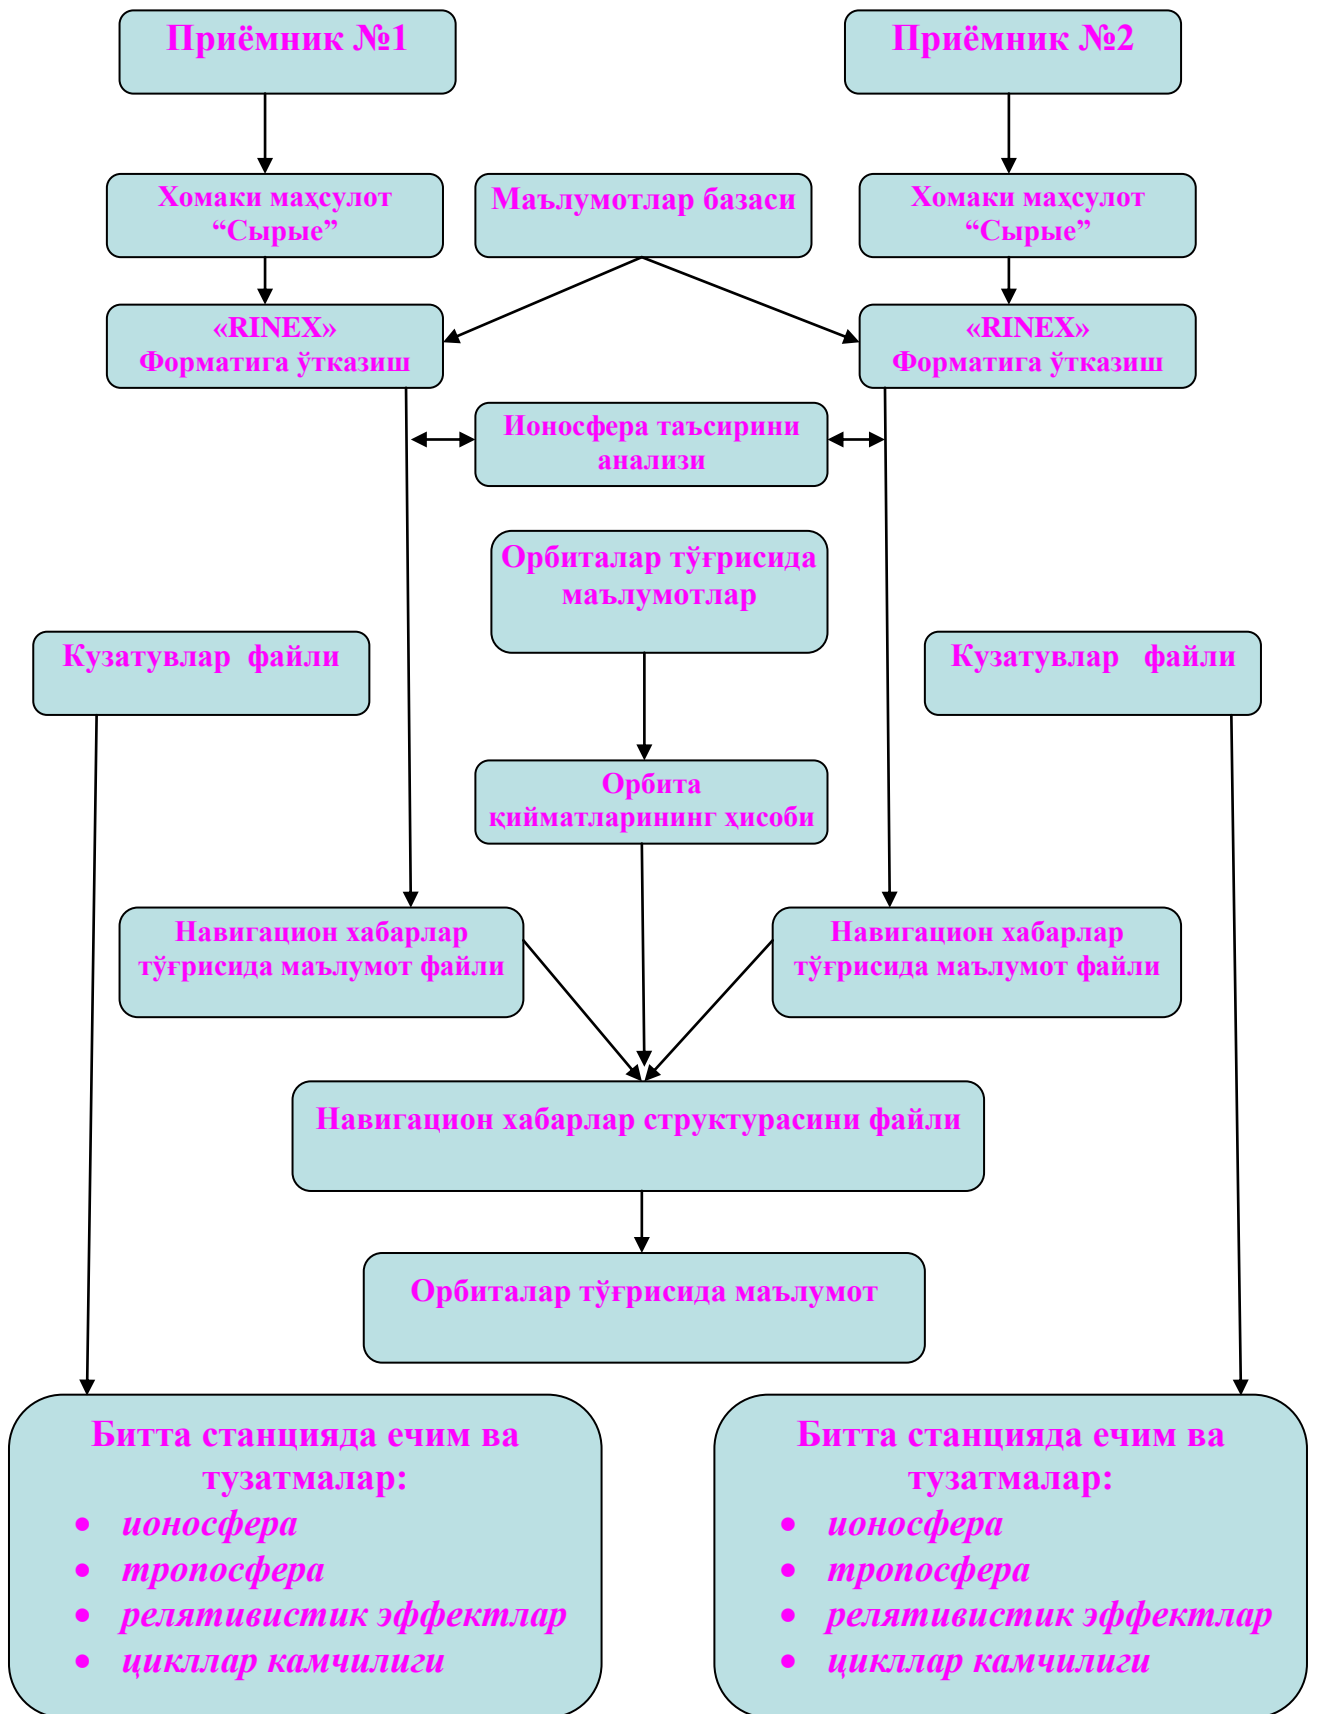 Приёмник №1
Приёмник №2
Хомаки маҳсулот
“Сырые”
Маълумотлар базаси
Хомаки маҳсулот
“Сырые”
«RINEX»
Форматига ўтказиш
«RINEX»
Форматига ўтказиш
Ионосфера таъсирини
анализи
Орбиталар тўғрисида
маълумотлар
Кузатувлар файли
Кузатувлар файли
Орбита
қийматларининг ҳисоби
Навигацион хабарлар
тўғрисида маълумот файли
Навигацион хабарлар
тўғрисида маълумот файли
Навигацион хабарлар структурасини файли
Орбиталар тўғрисида маълумот
Битта станцияда ечим ва
тузатмалар:
• ионосфера
• тропосфера
• релятивистик эффектлар
• цикллар камчилиги
Битта станцияда ечим ва
тузатмалар:
• ионосфера
• тропосфера
• релятивистик эффектлар
• цикллар камчилиги